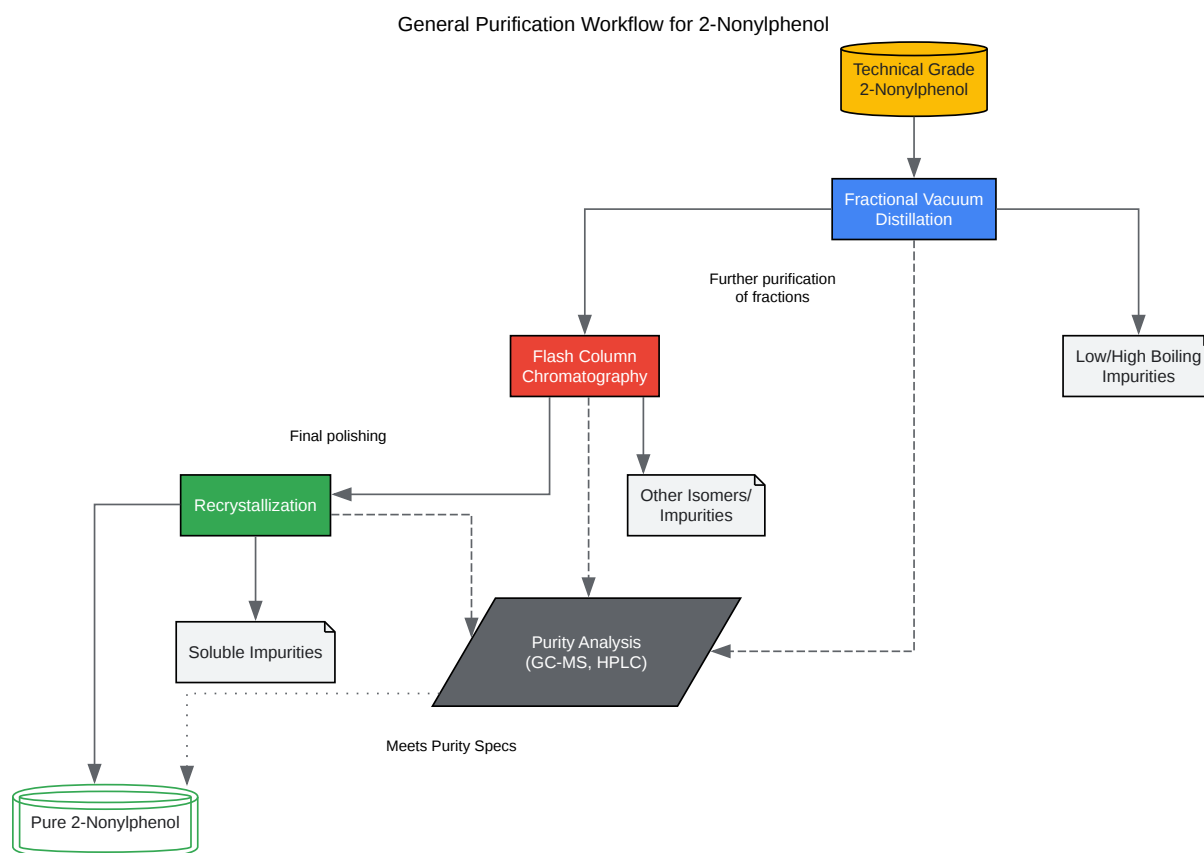 General Purification Workflow for 2-Nonylphenol
Technical Grade
2-Nonylphenol
Fractional Vacuum
Distillation
Further purification
of fractions
Flash Column
Chromatography
Low/High Boiling
Impurities
Final polishing
Recrystallization
Other Isomers/
Impurities
Soluble Impurities
Purity Analysis
(GC-MS, HPLC)
Meets Purity Specs
Pure 2-Nonylphenol